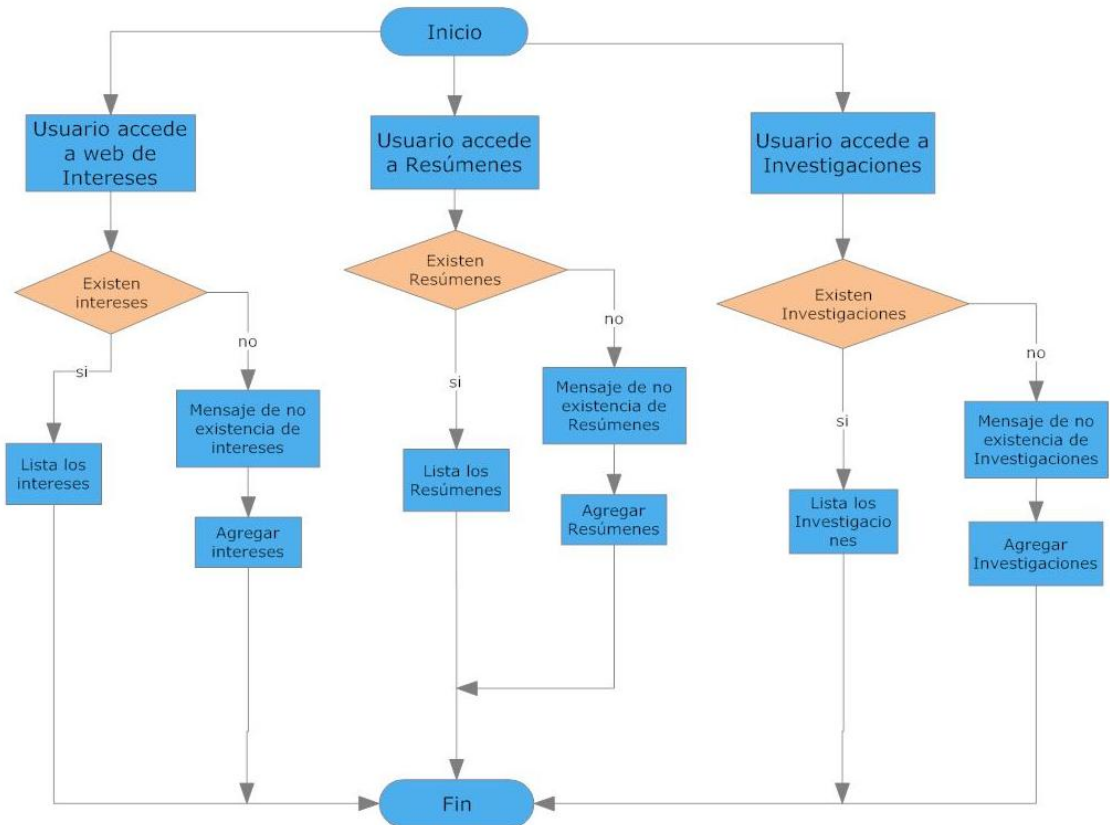 Inicio
Usuario accede
a web de
Intereses
Usuario accede
a Resúmenes
Usuario accede a
Investigaciones
Existen
intereses
Existen
Resúmenes
Existen
Investigaciones
si
no
si
no
si
no
Mensaje de no
existencia de
intereses
Mensaje de no
existencia de
Resúmenes
Mensaje de no
existencia de
Investigaciones
Lista los
intereses
Lista los
Resúmenes
Lista los
Investigacio
nes
Agregar
intereses
Agregar
Resúmenes
Agregar
Investigaciones
Fin